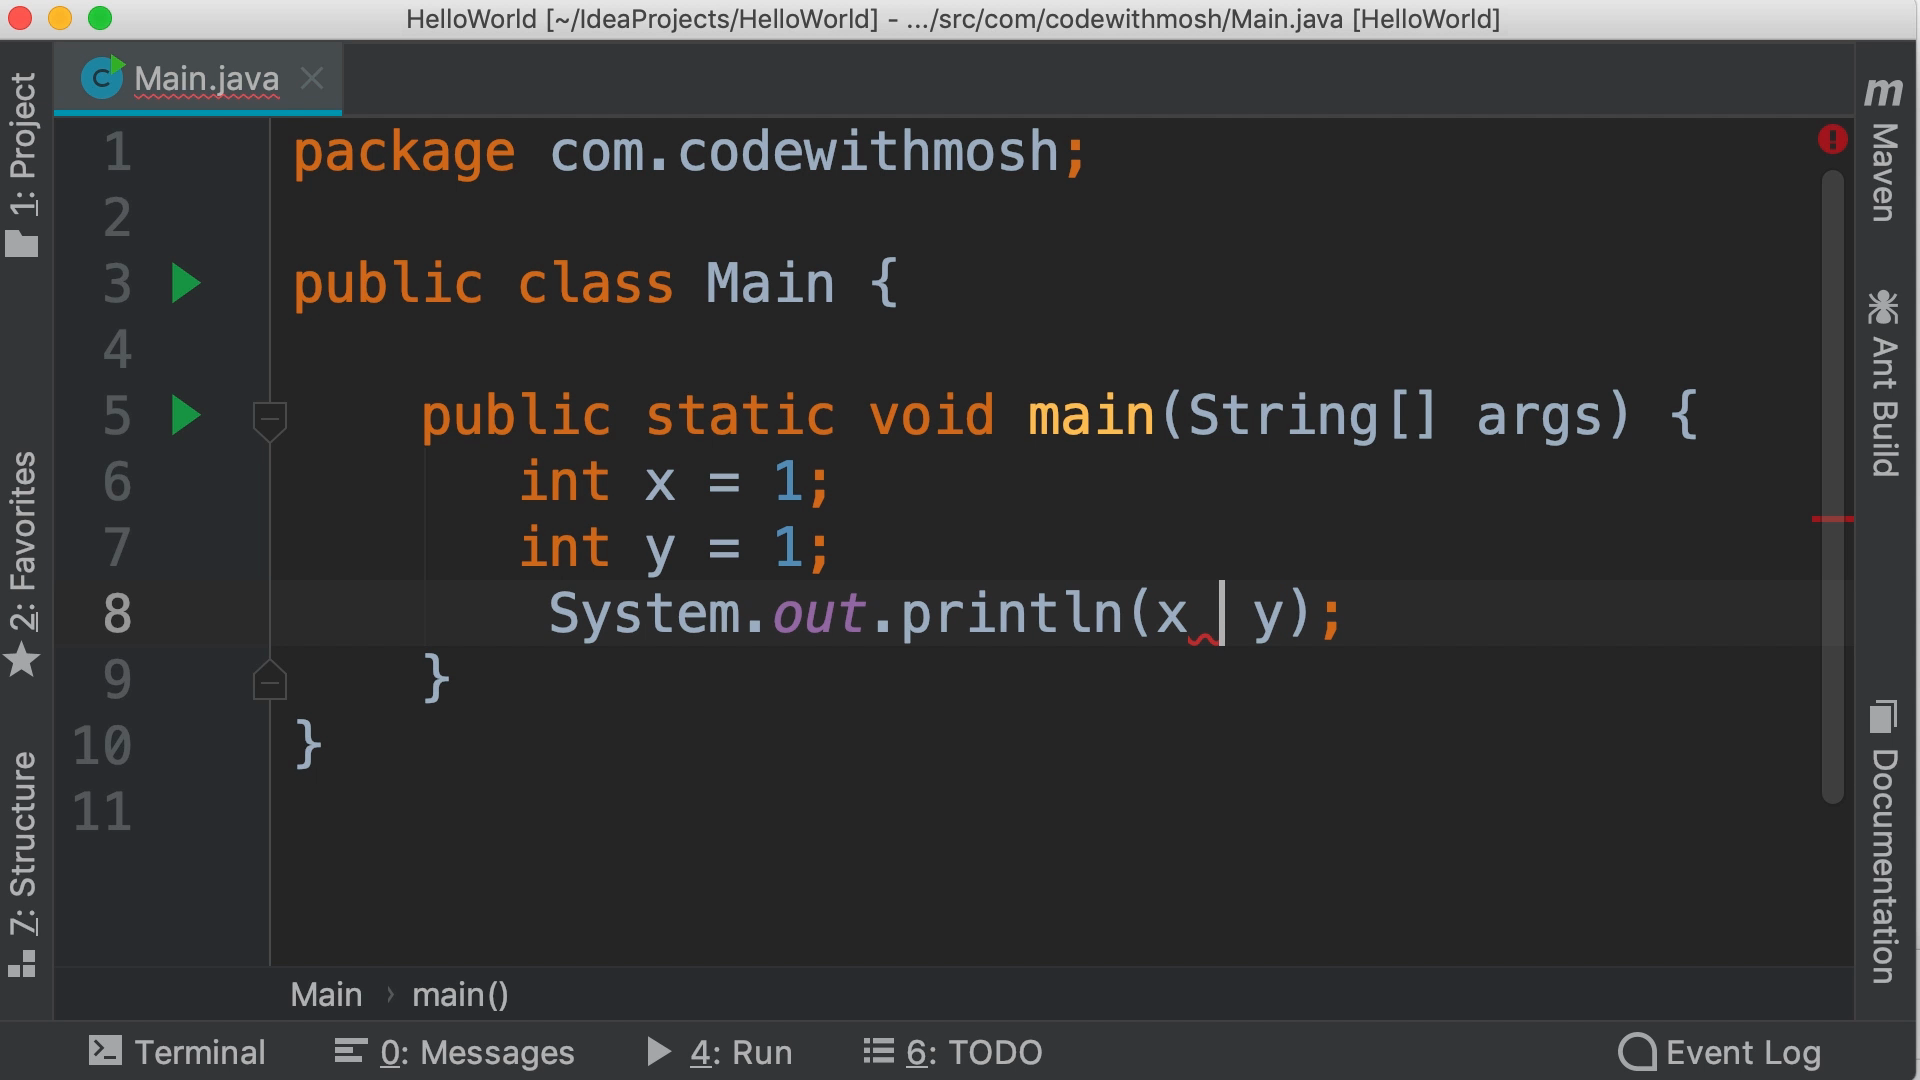 HelloWorld [~/IdeaProjects/HelloWorld] - .../src/com/codewithmosh/Main.java [HelloWorld]
Main.java
1: Project
2: Favorites
7: Structure
1 package com.codewithmosh;
2
3 public class Main {
4
5 public static void main(String[] args) {
6 int x = 1;
7 int y = 1;
8 System.out.println(x  y);
9 }
10 }
11
m Maven
Ant Build
Documentation
Main › main()
Terminal
0: Messages
4: Run
6: TODO
Event Log